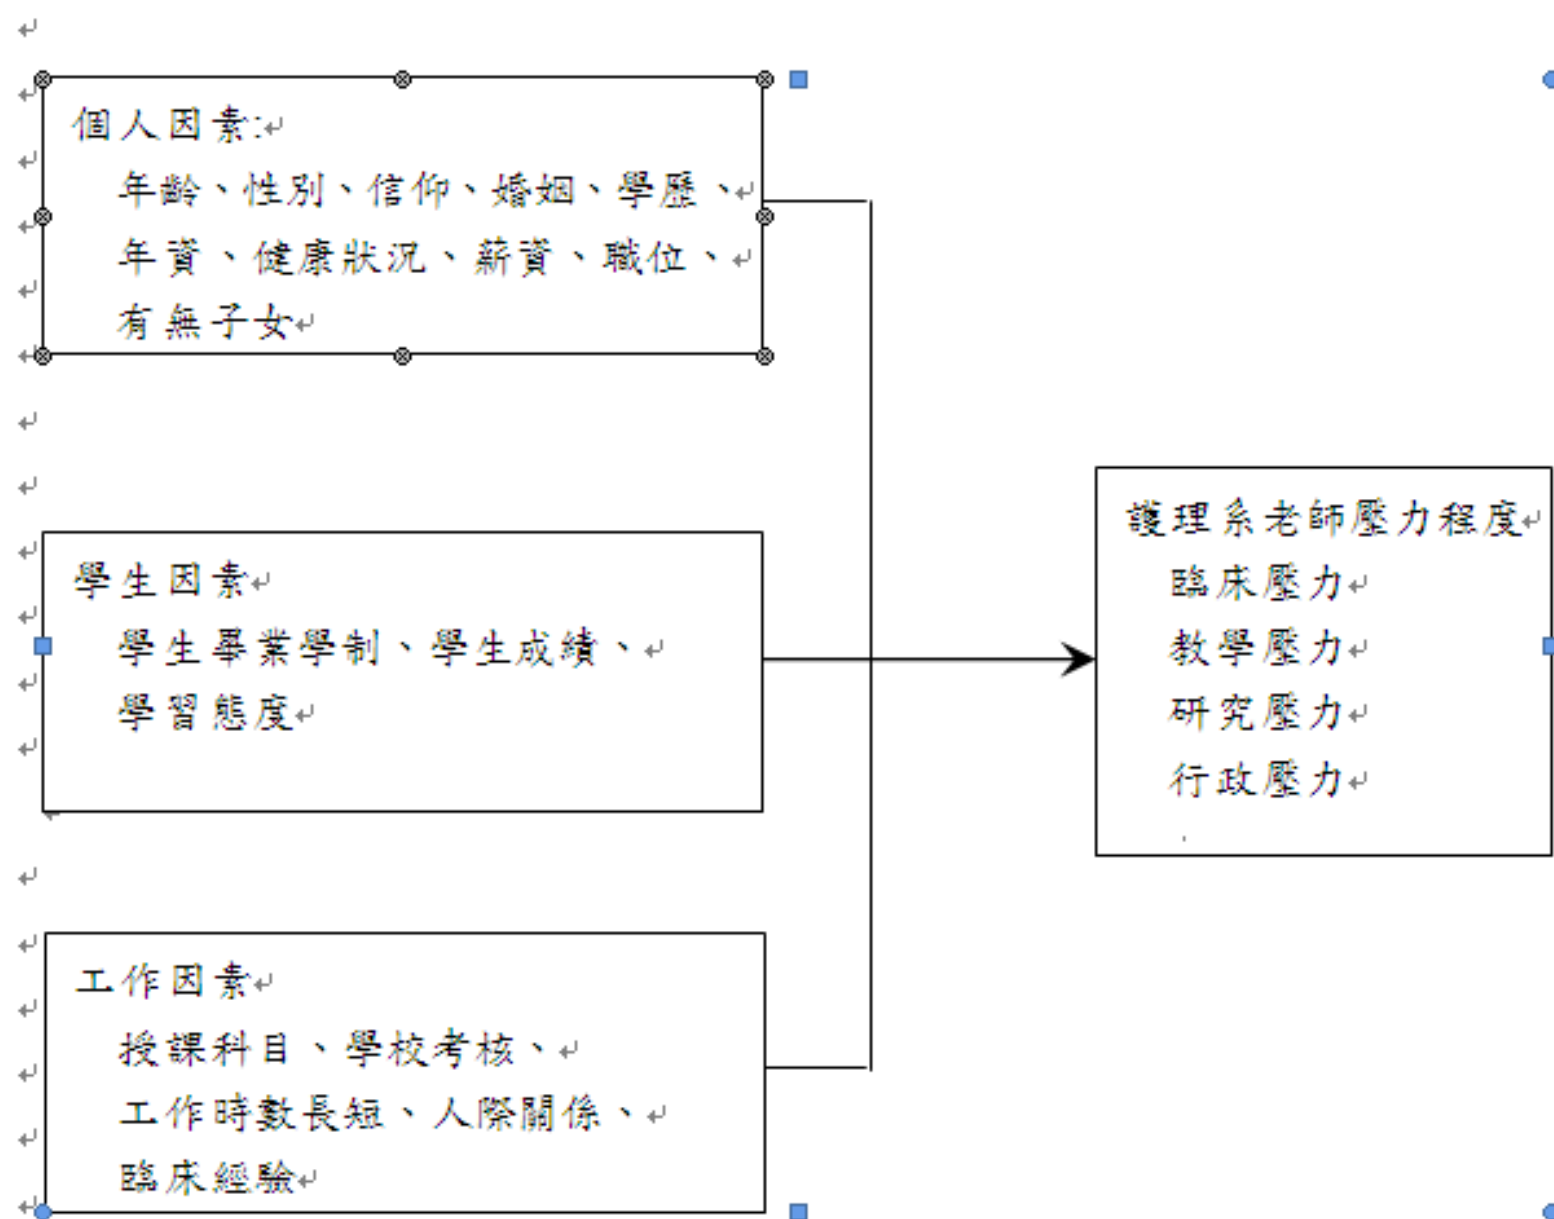 個人因素:
年齡、性別、信仰、婚姻、學歷、
年資、健康狀況、薪資、職位、
有無子女
學生因素
學生畢業學制、學生成績、
學習態度
工作因素
授課科目、學校考核、
工作時數長短、人際關係、
臨床經驗
護理系老師壓力程度
臨床壓力
教學壓力
研究壓力
行政壓力